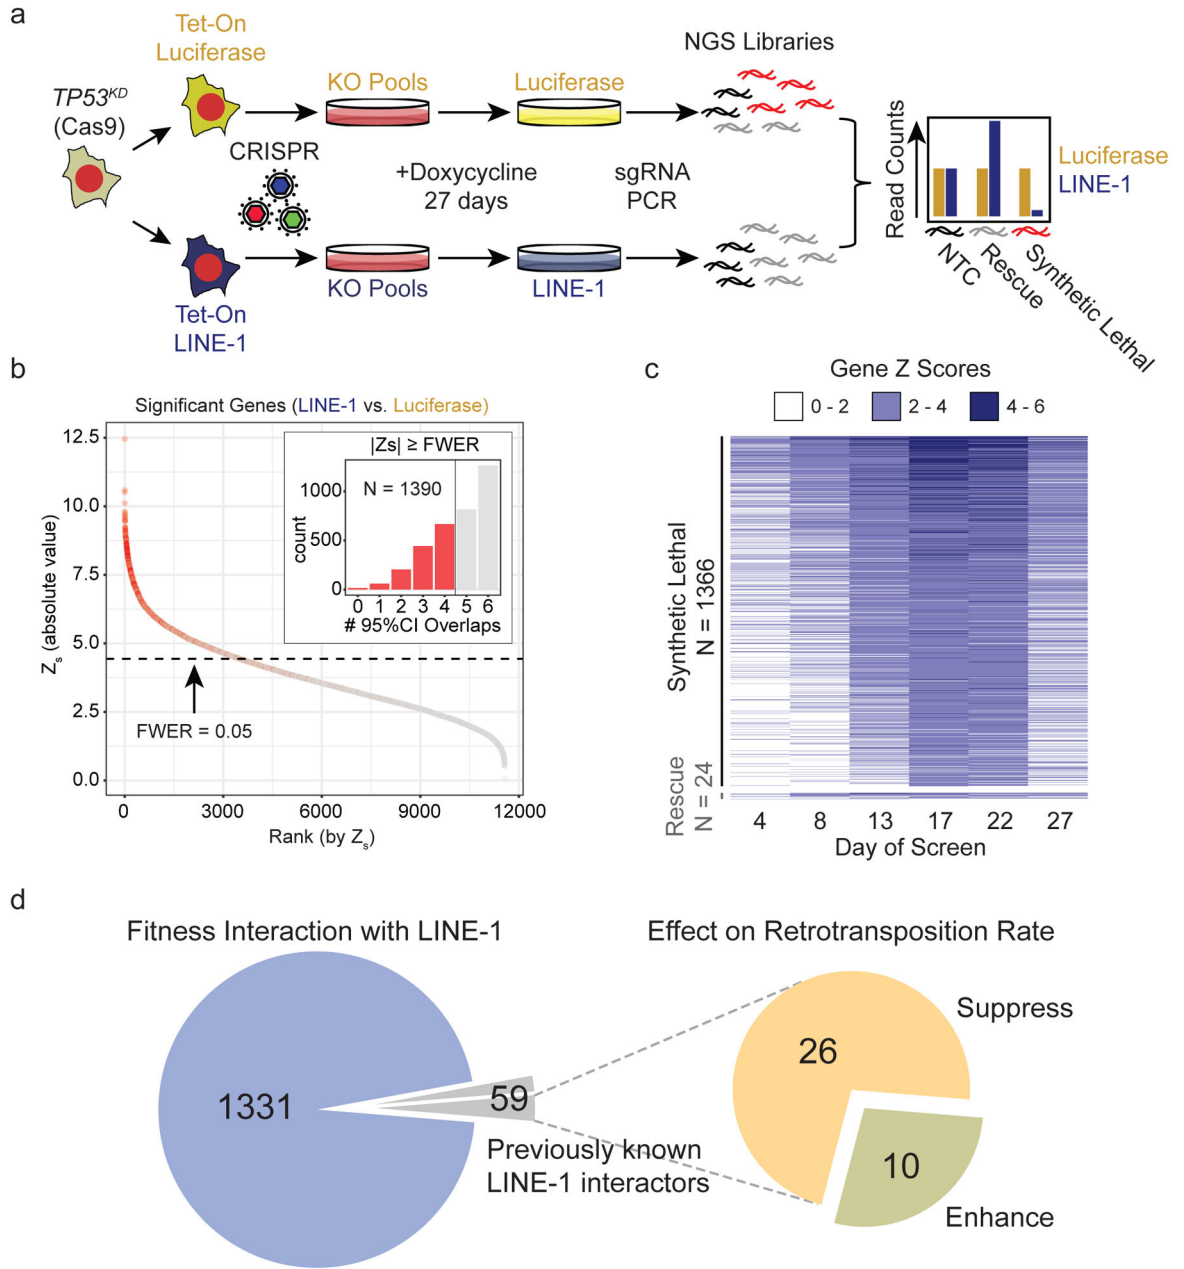 a
Tet-On
Luciferase
TP53KD
(Cas9)
CRISPR
Tet-On
LINE-1
KO Pools
Luciferase
+Doxycycline
27 days
sgRNA
PCR
KO Pools
LINE-1
NGS Libraries
Read Counts
Luciferase
LINE-1
NTC
Rescue
Synthetic Lethal
b
Significant Genes (LINE-1 vs. Luciferase)
Zs (absolute value)
12.5
10.0
7.5
5.0
2.5
0.0
|Zs| ≥ FWER
N = 1390
count
1000
500
0
0 1 2 3 4 5 6
# 95%CI Overlaps
FWER = 0.05
0 3000 6000 9000 12000
Rank (by Zs)
c
Gene Z Scores
0 - 2 2 - 4 4 - 6
Synthetic Lethal
N = 1366
Rescue
N = 24
4 8 13 17 22 27
Day of Screen
d
Fitness Interaction with LINE-1
1331
59
Previously known
LINE-1 interactors
Effect on Retrotransposition Rate
Suppress
26
10
Enhance